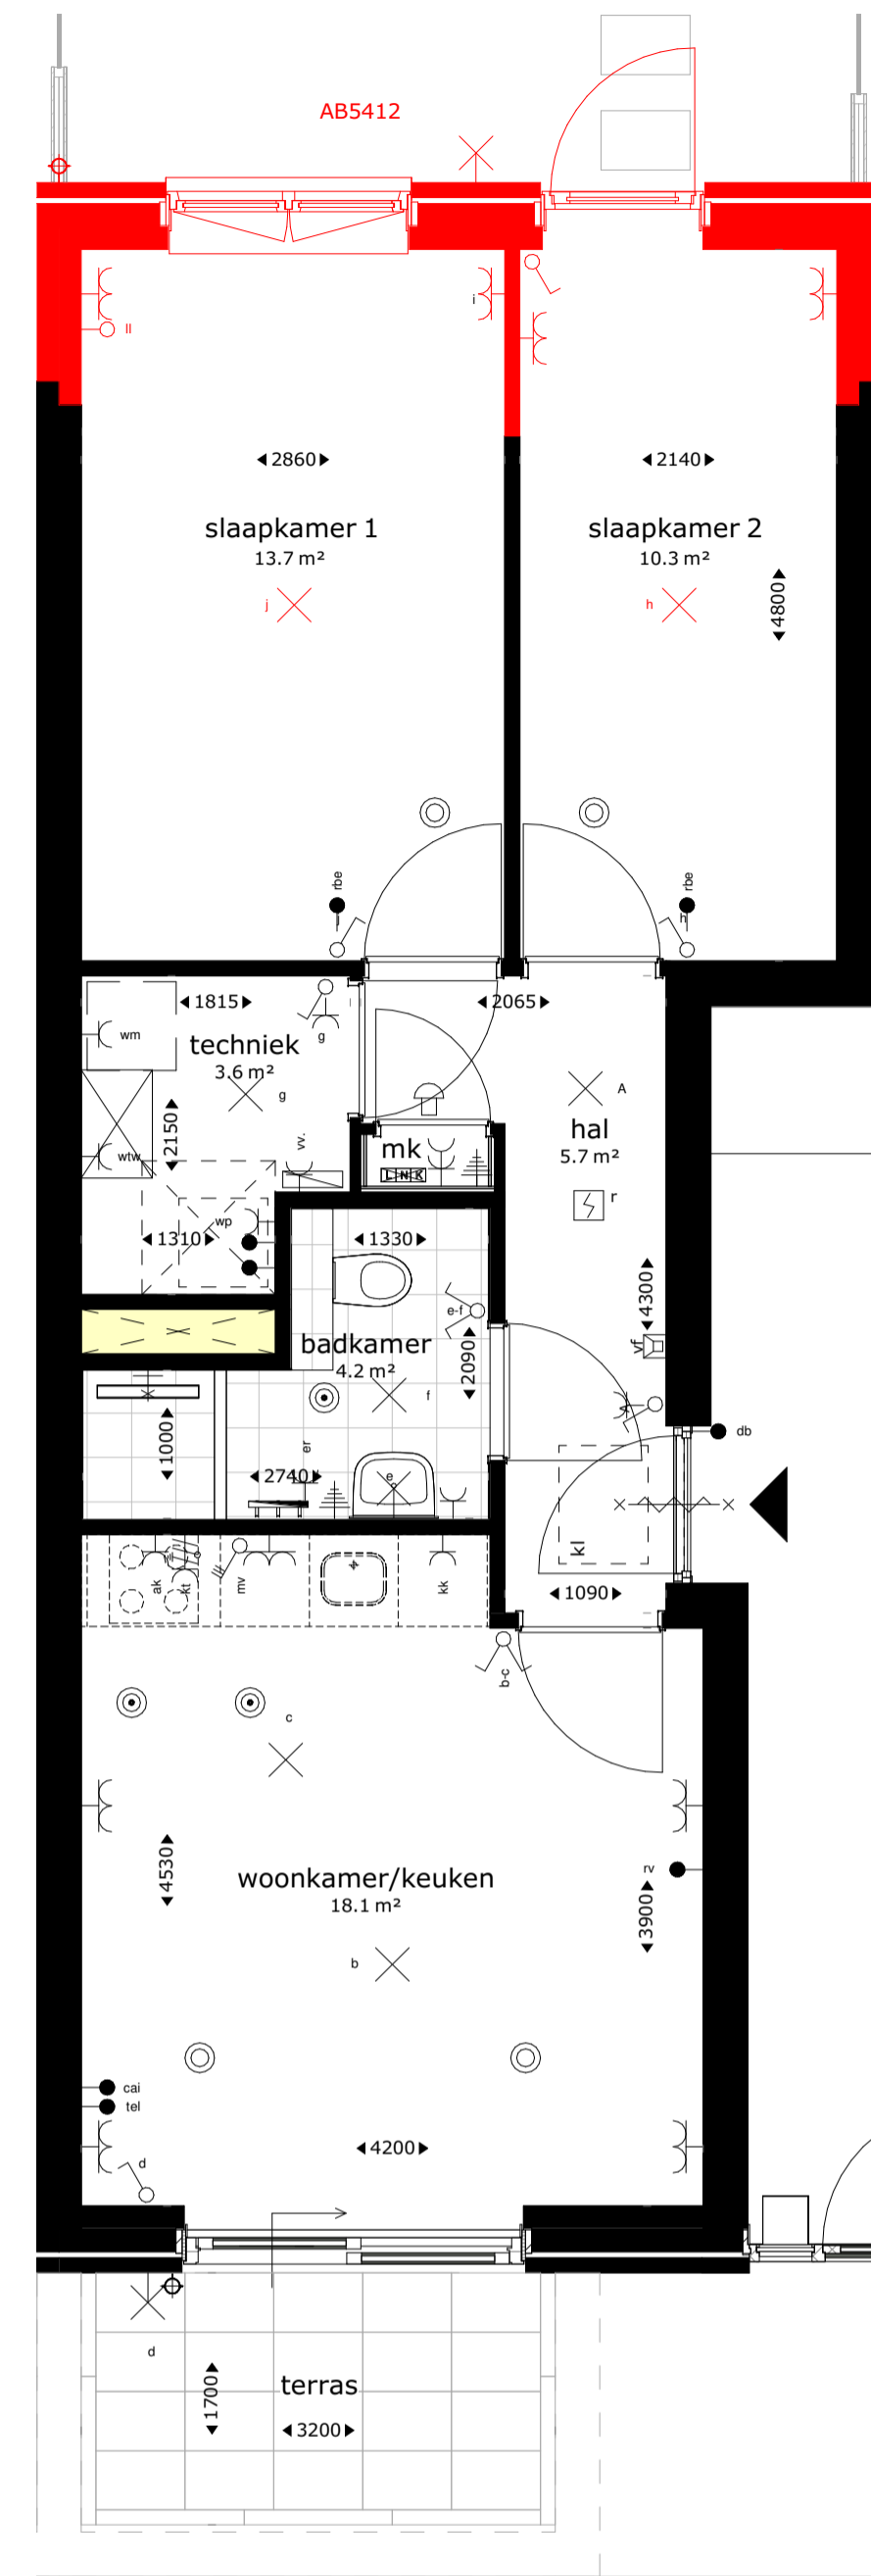 AB5412
ll
i
2860
2140
slaapkamer 1
13.7 m²
slaapkamer 2
10.3 m²
4800
j
h
rbe
j
rbe
h
1815
2065
wm
techniek
3.6 m²
g
g
A
hal
5.7 m²
2150
wtw
vv.
mk
L N K
r
wp
1310
1330
e-f
4300
vf
badkamer
4.2 m²
2090
f
A
db
1000
er
2740
e
kl
ak
kt
mv
kk
1090
b-c
c
4530
woonkamer/keuken
18.1 m²
rv
3900
b
cai
tel
4200
d
d
terras
1700
3200